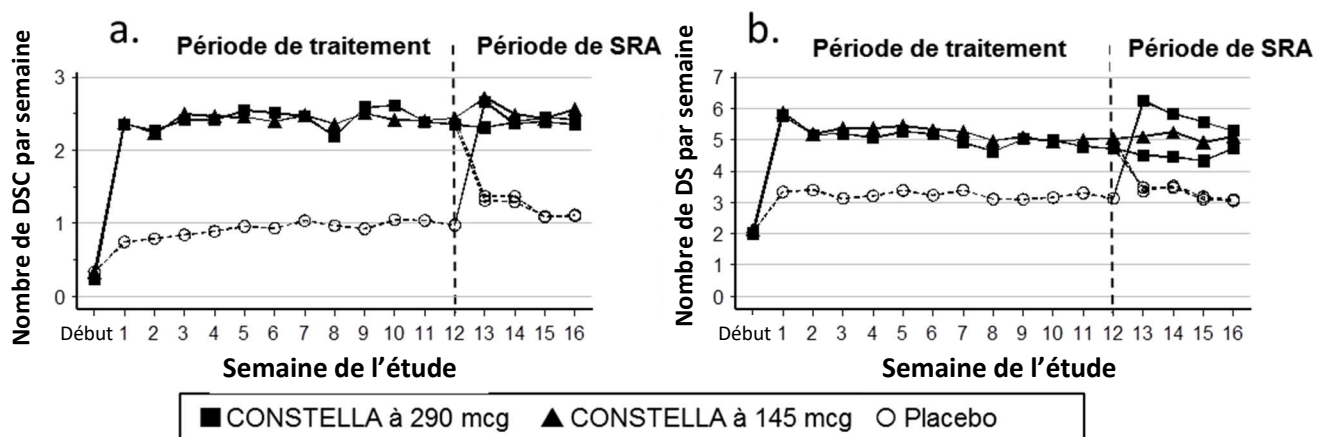 a.
Période de traitement
Période de SRA
Nombre de DSC par semaine
3
2
1
0
Début 1 2 3 4 5 6 7 8 9 10 11 12 13 14 15 16
Semaine de l’étude
b.
Période de traitement
Période de SRA
Nombre de DS par semaine
7
6
5
4
3
2
1
0
Début 1 2 3 4 5 6 7 8 9 10 11 12 13 14 15 16
Semaine de l’étude
CONSTELLA à 290 mcg CONSTELLA à 145 mcg Placebo